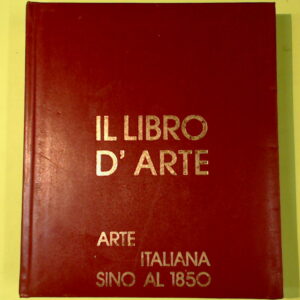 IL LIBRO
D'ARTE
ARTE
ITALIANA
SINO AL 1850